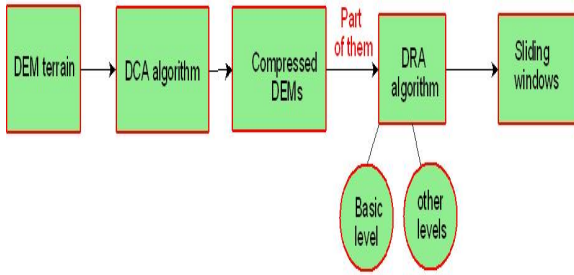 DEM terrain
DCA algorithm
Compressed
DEMs
Part
of them
DRA
algorithm
Sliding
windows
Basic
level
other
levels